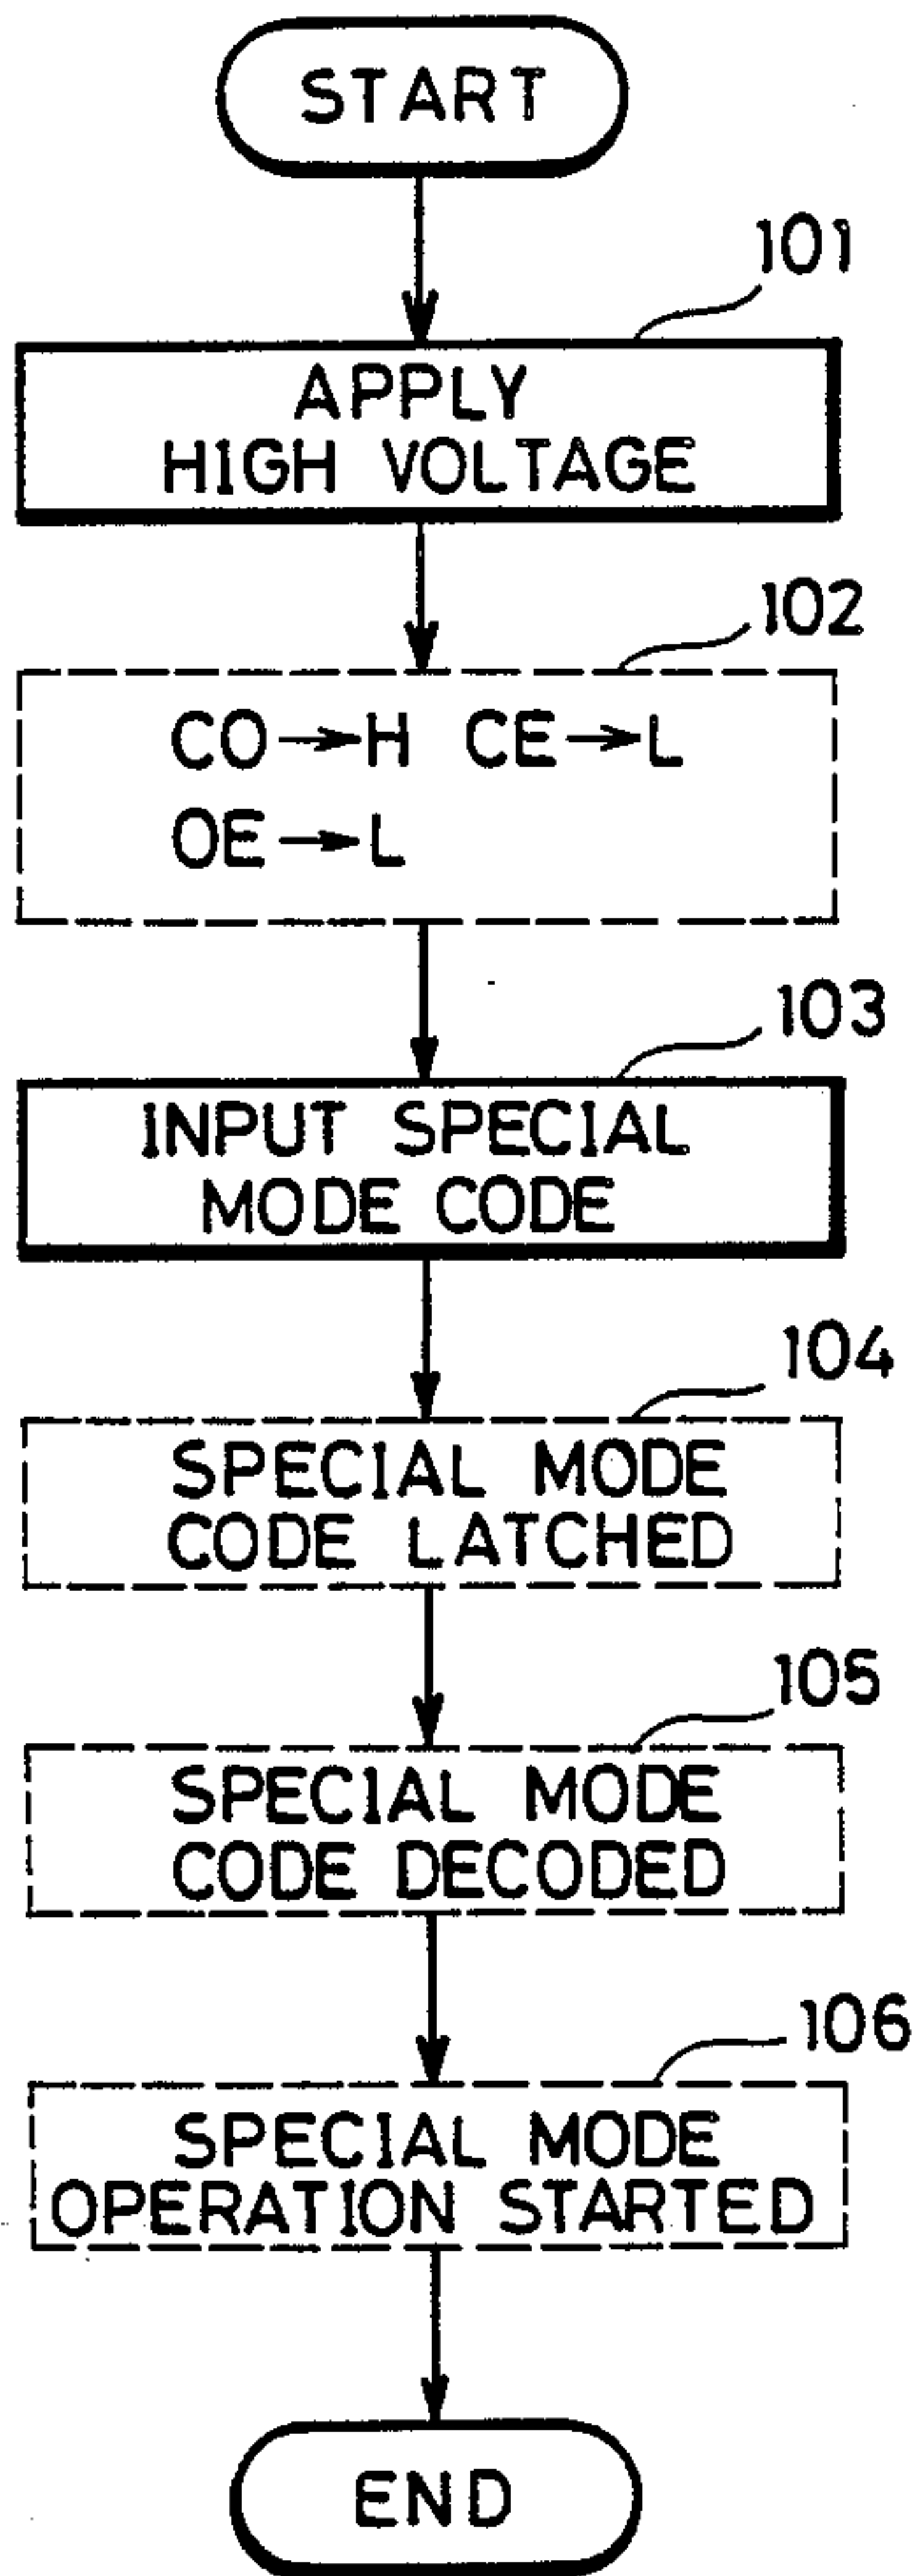 START
101
APPLY
HIGH VOLTAGE
102
CO→H CE→L
OE→L
103
INPUT SPECIAL
MODE CODE
104
SPECIAL MODE
CODE LATCHED
105
SPECIAL MODE
CODE DECODED
106
SPECIAL MODE
OPERATION STARTED
END